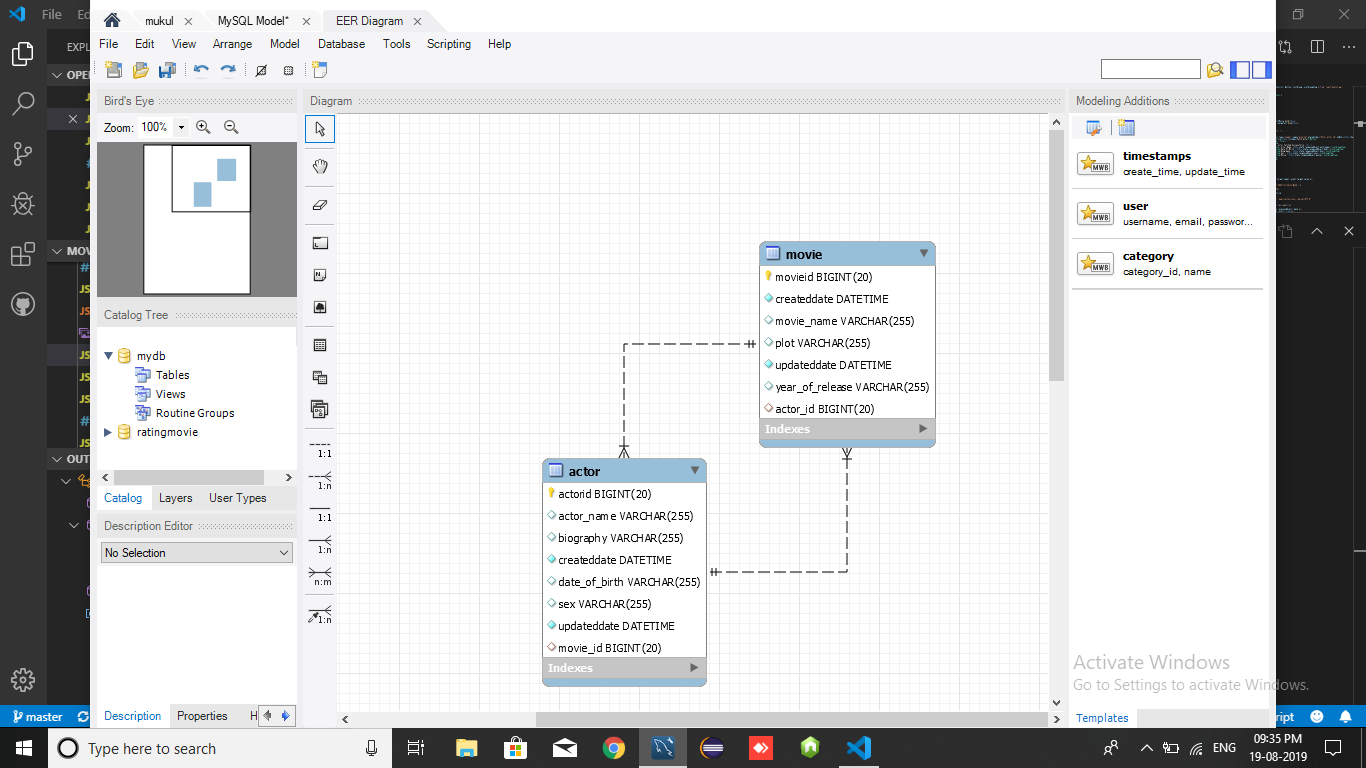 File Ed
mukul
MySQL Model*
EER Diagram
File Edit View Arrange Model Database Tools Scripting Help
EXPL
OPE
MOV
OUT
Bird's Eye
Zoom: 100%
Catalog Tree
mydb
Tables
Views
Routine Groups
ratingmovie
Catalog Layers User Types
Description Editor
No Selection
Description Properties H
Diagram
1:1
1:n
1:1
1:n
n:m
1:n
movie
movieid BIGINT(20)
createddate DATETIME
movie_name VARCHAR(255)
plot VARCHAR(255)
updateddate DATETIME
year_of_release VARCHAR(255)
actor_id BIGINT(20)
Indexes
actor
actorid BIGINT(20)
actor_name VARCHAR(255)
biography VARCHAR(255)
createddate DATETIME
date_of_birth VARCHAR(255)
sex VARCHAR(255)
updateddate DATETIME
movie_id BIGINT(20)
Indexes
Modeling Additions
MWB
timestamps
create_time, update_time
MWB
user
username, email, passwor...
MWB
category
category_id, name
Activate Windows
Go to Settings to activate Windows.
Templates
master
ript
Type here to search
ENG
09:35 PM
19-08-2019